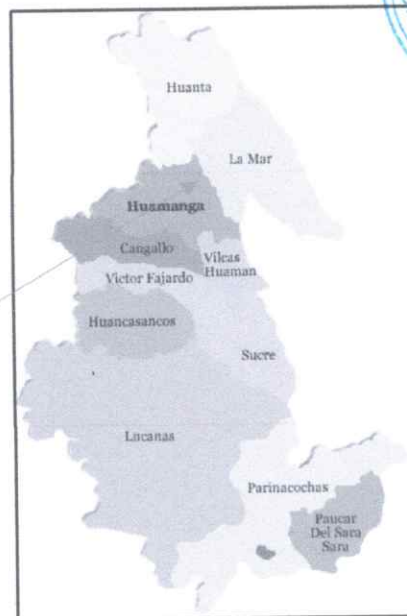 Huanta
La Mar
Huamanga
Cangallo
Vilcas
Huaman
Victor Fajardo
Huancasancos
Sucre
Lucanas
Parinacochas
Paucar
Del Sara
Sara